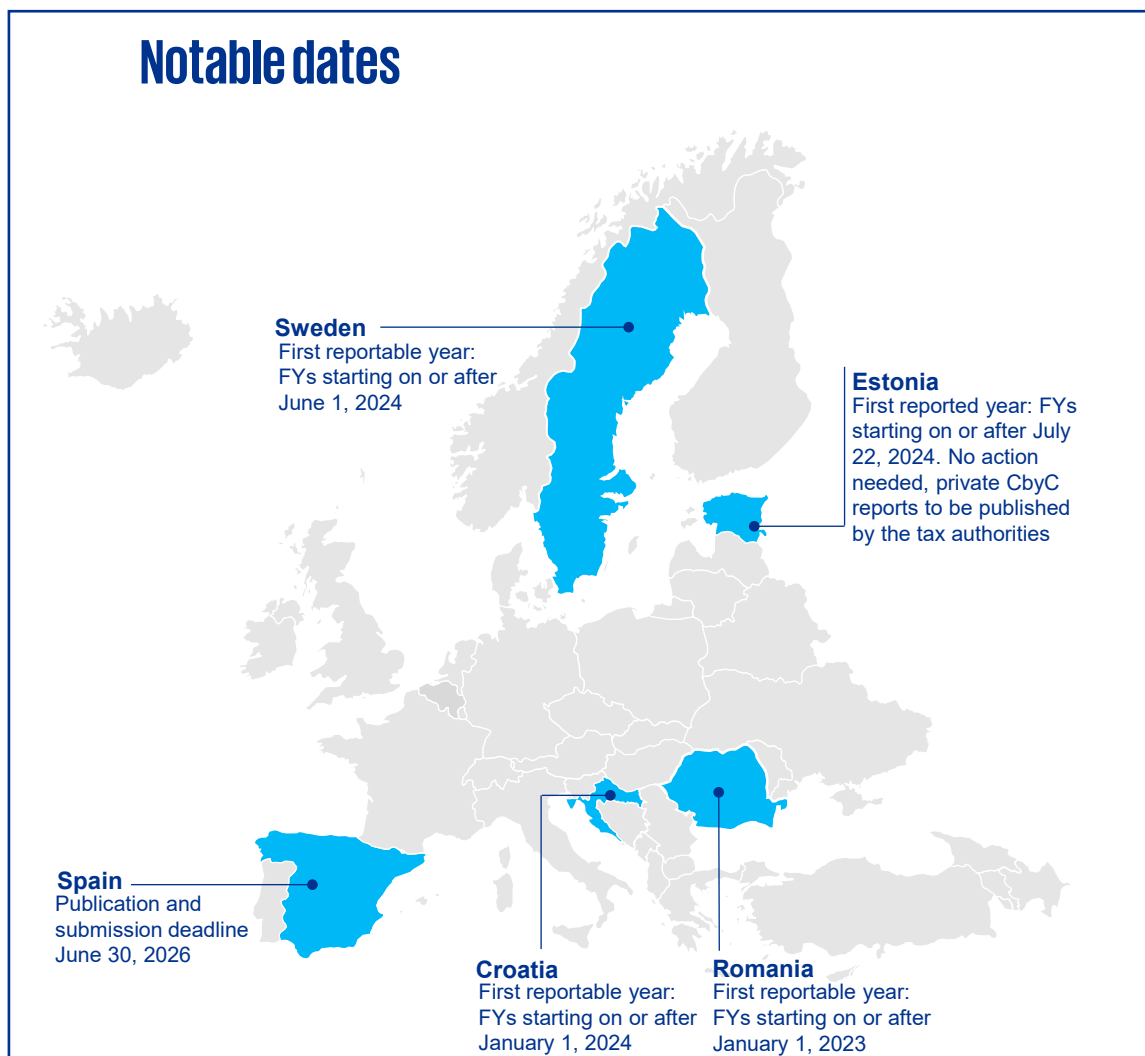 Notable dates
Sweden
First reportable year:
FYs starting on or after
June 1, 2024
Estonia
First reported year: FYs
starting on or after July
22, 2024. No action
needed, private CbyC
reports to be published
by the tax authorities
Spain
Publication and
submission deadline
June 30, 2026
Croatia
First reportable year:
FYs starting on or after
January 1, 2024
Romania
First reportable year:
FYs starting on or after
January 1, 2023